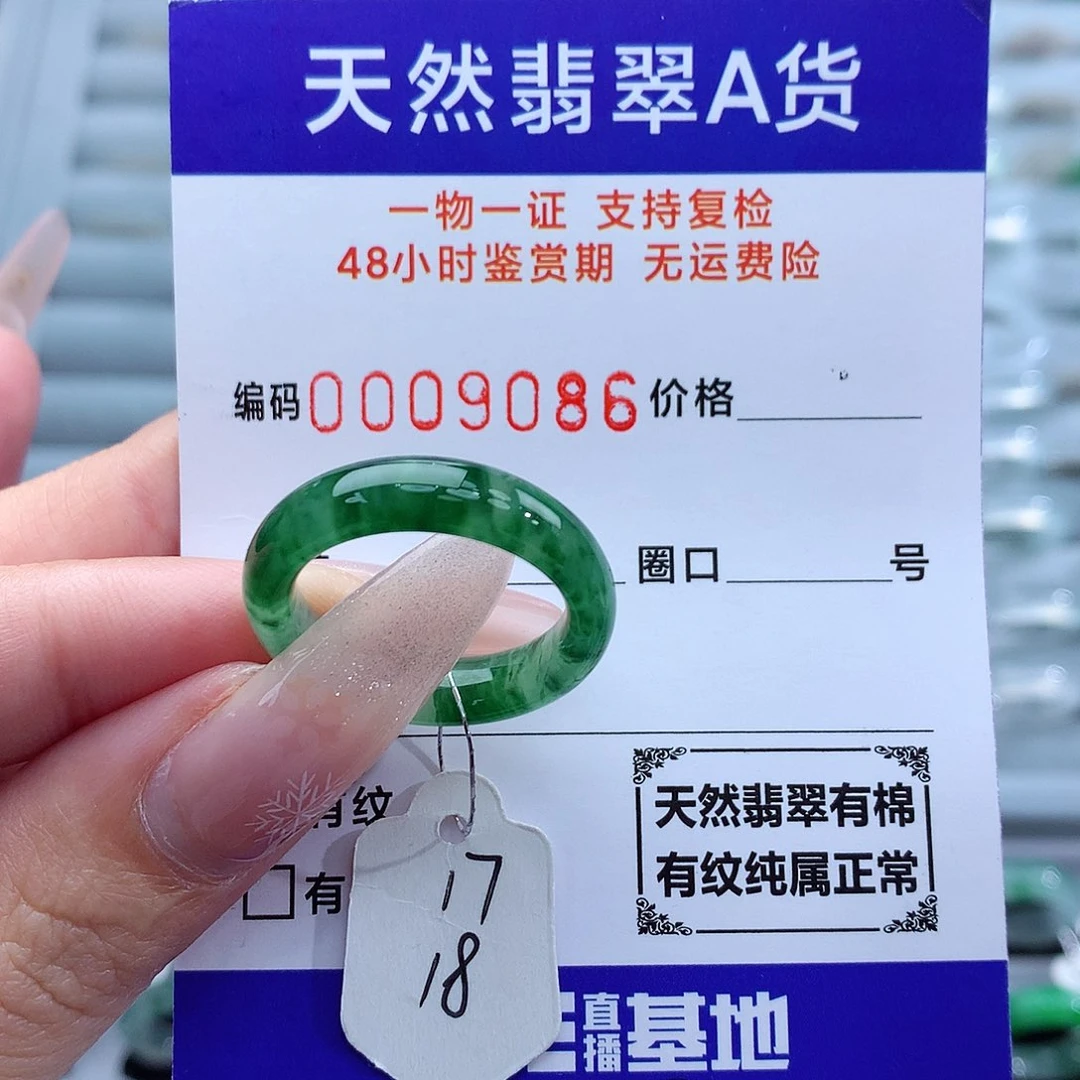 天然翡翠A货
一物一证 支持复检
48小时鉴赏期 无运费险
编码0009086价格
圈口 号
有纹
有
天然翡翠有棉
有纹纯属正常
17
18
直播基地